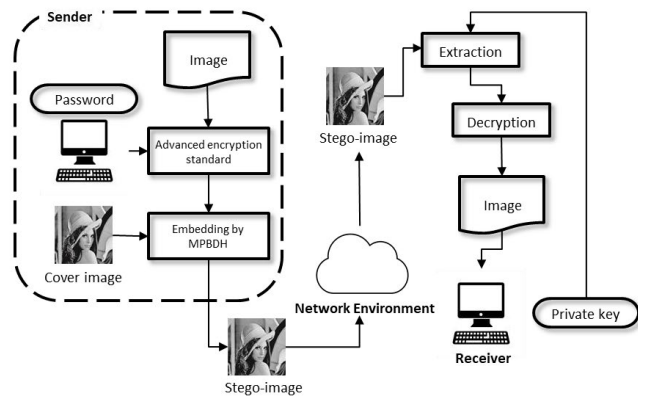 Sender
Image
Password
Advanced encryption
standard
Embedding by
MPBDH
Cover image
Stego-image
Network Environment
Stego-image
Extraction
Decryption
Image
Receiver
Private key